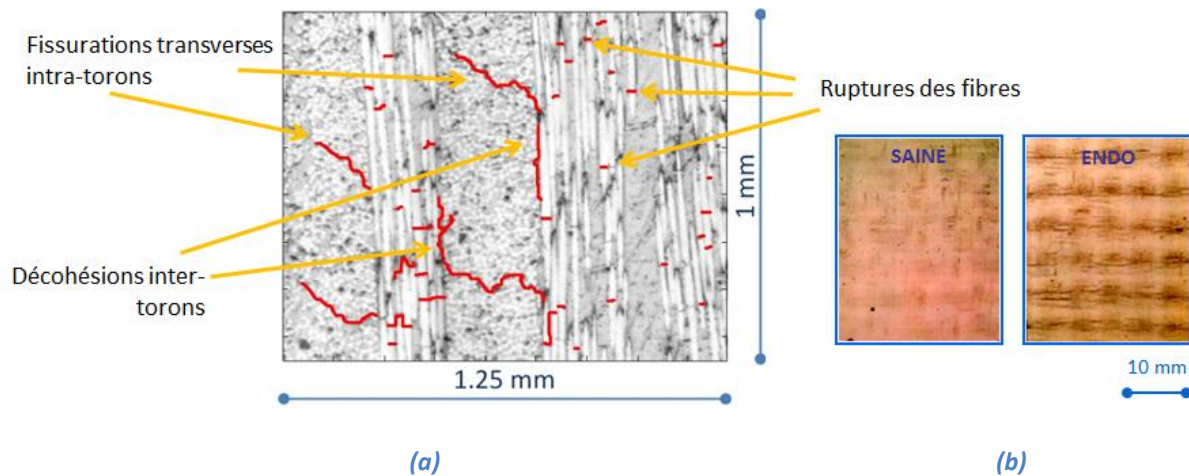 Fissurations transverses
intra-torons
Ruptures des fibres
SAINE
ENDO
Décohésions inter-
torons
1 mm
1.25 mm
10 mm
(a)
(b)